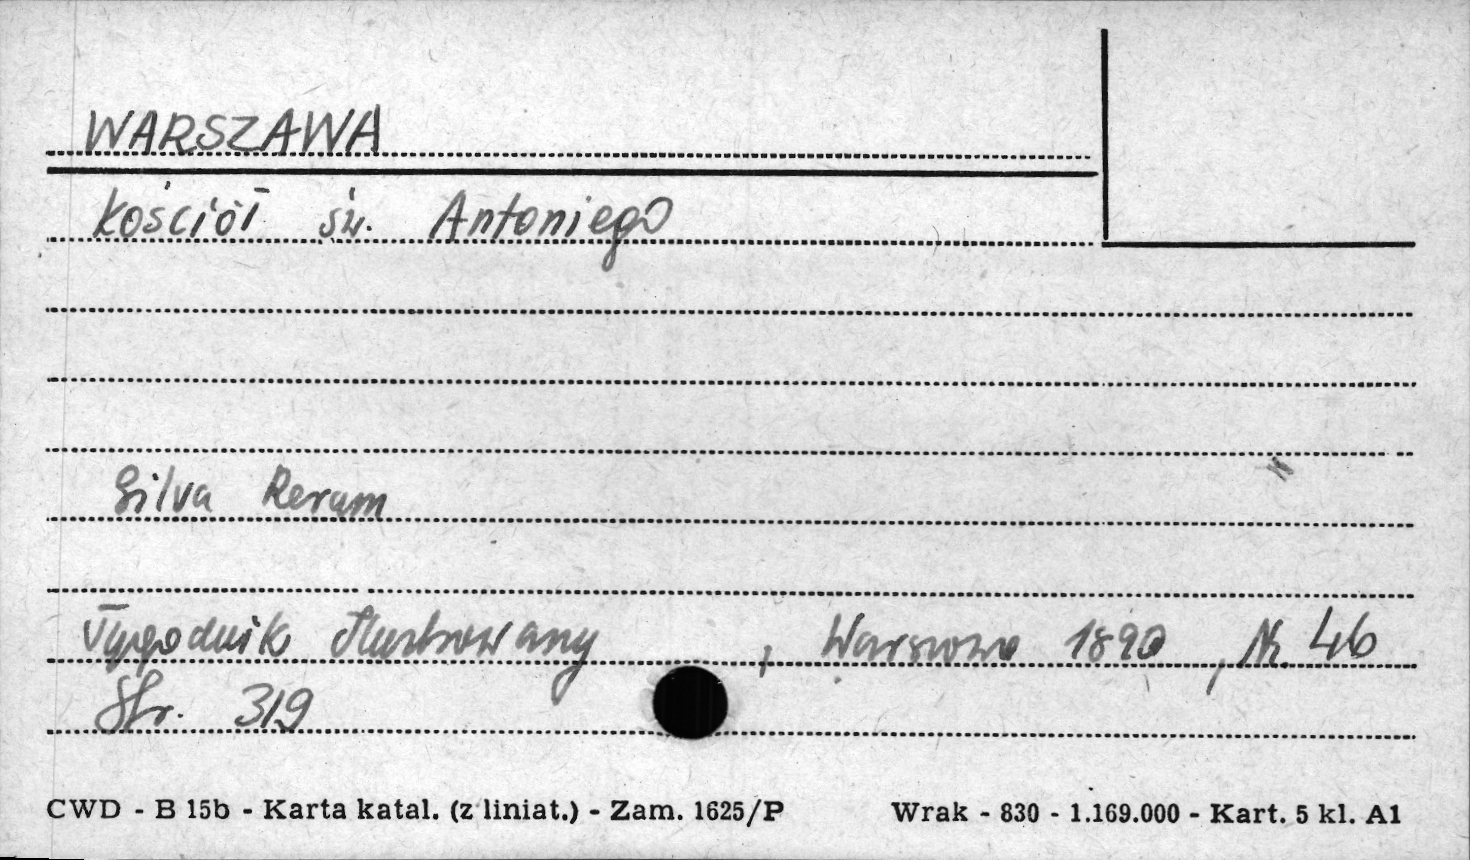 WARSZAWA
Kościół św. Antoniego
Silva Rerum
Tygodnik Ilustrowany, Warszawa 1890, Nr. 46
Str. 319
CWD - B 15b - Karta katal. (z liniat.) - Zam. 1625/P Wrak - 830 - 1.169.000 - Kart. 5 kl. A1